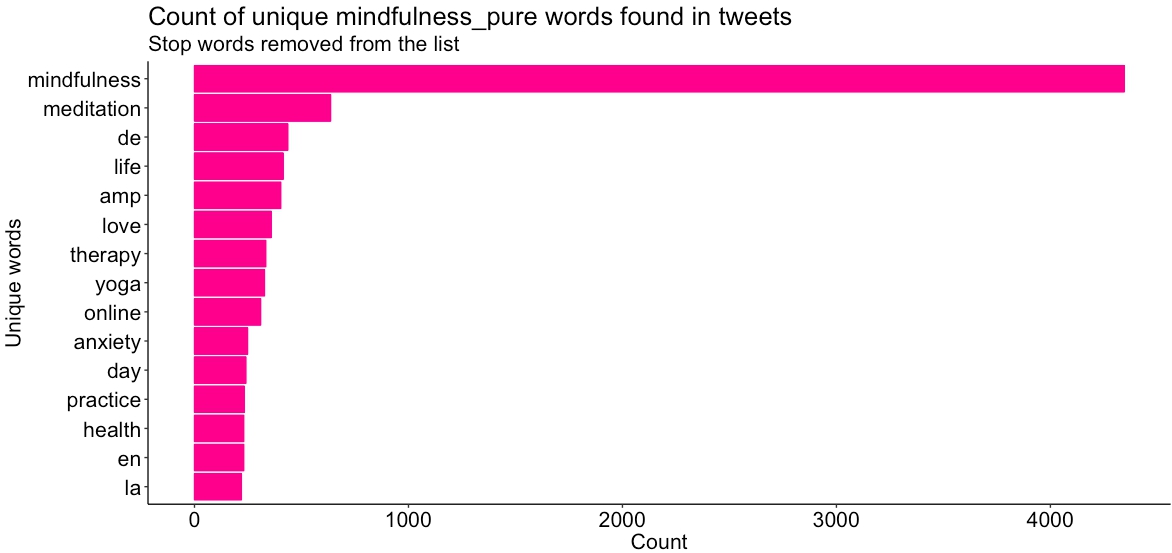 Count of unique mindfulness_pure words found in tweets
Stop words removed from the list
Unique words
mindfulness
meditation
de
life
amp
love
therapy
yoga
online
anxiety
day
practice
health
en
la
0 1000 2000 3000 4000
Count